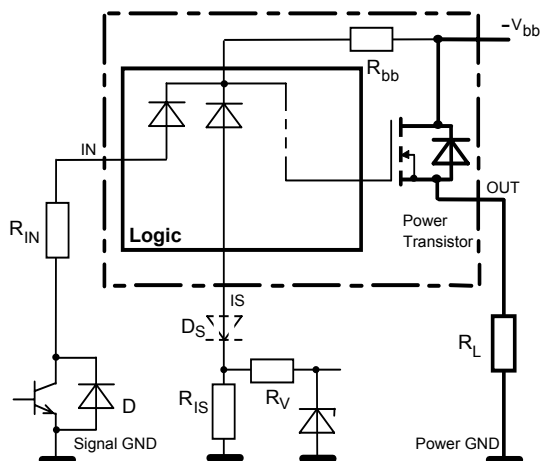 -Vbb
Rbb
IN
OUT
Power
Transistor
Logic
RIN
IS
DS
RL
D
RIS
RV
Signal GND
Power GND